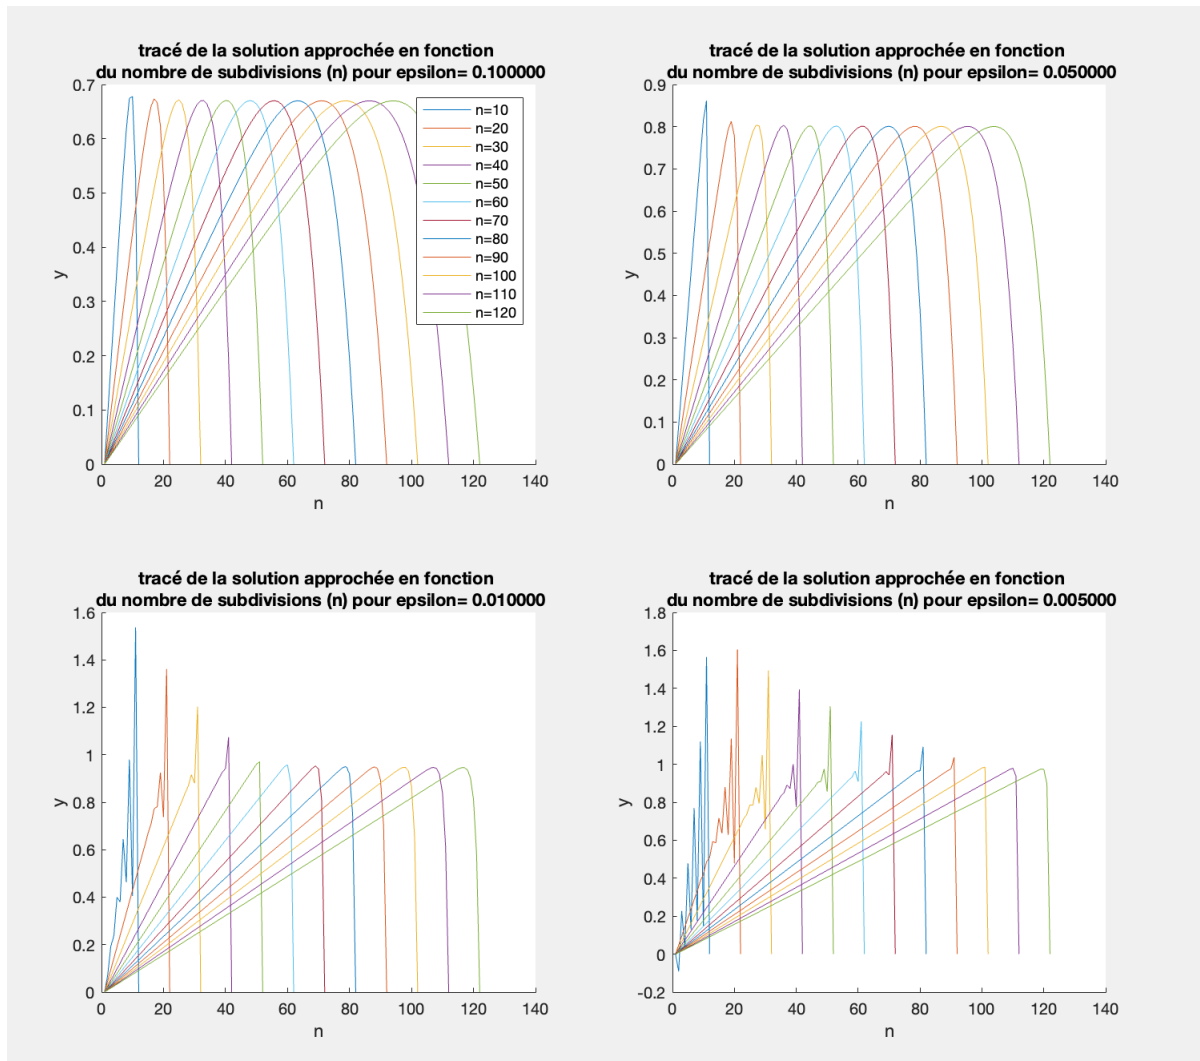 tracé de la solution approchée en fonction
du nombre de subdivisions (n) pour epsilon= 0.100000
0.7
0.6
0.5
0.4
0.3
0.2
0.1
0
y
n=10
n=20
n=30
n=40
n=50
n=60
n=70
n=80
n=90
n=100
n=110
n=120
0 20 40 60 80 100 120 140
n
tracé de la solution approchée en fonction
du nombre de subdivisions (n) pour epsilon= 0.050000
0.9
0.8
0.7
0.6
0.5
0.4
0.3
0.2
0.1
0
y
0 20 40 60 80 100 120 140
n
tracé de la solution approchée en fonction
du nombre de subdivisions (n) pour epsilon= 0.010000
1.6
1.4
1.2
1
0.8
0.6
0.4
0.2
0
y
0 20 40 60 80 100 120 140
n
tracé de la solution approchée en fonction
du nombre de subdivisions (n) pour epsilon= 0.005000
1.8
1.6
1.4
1.2
1
0.8
0.6
0.4
0.2
0
-0.2
y
0 20 40 60 80 100 120 140
n